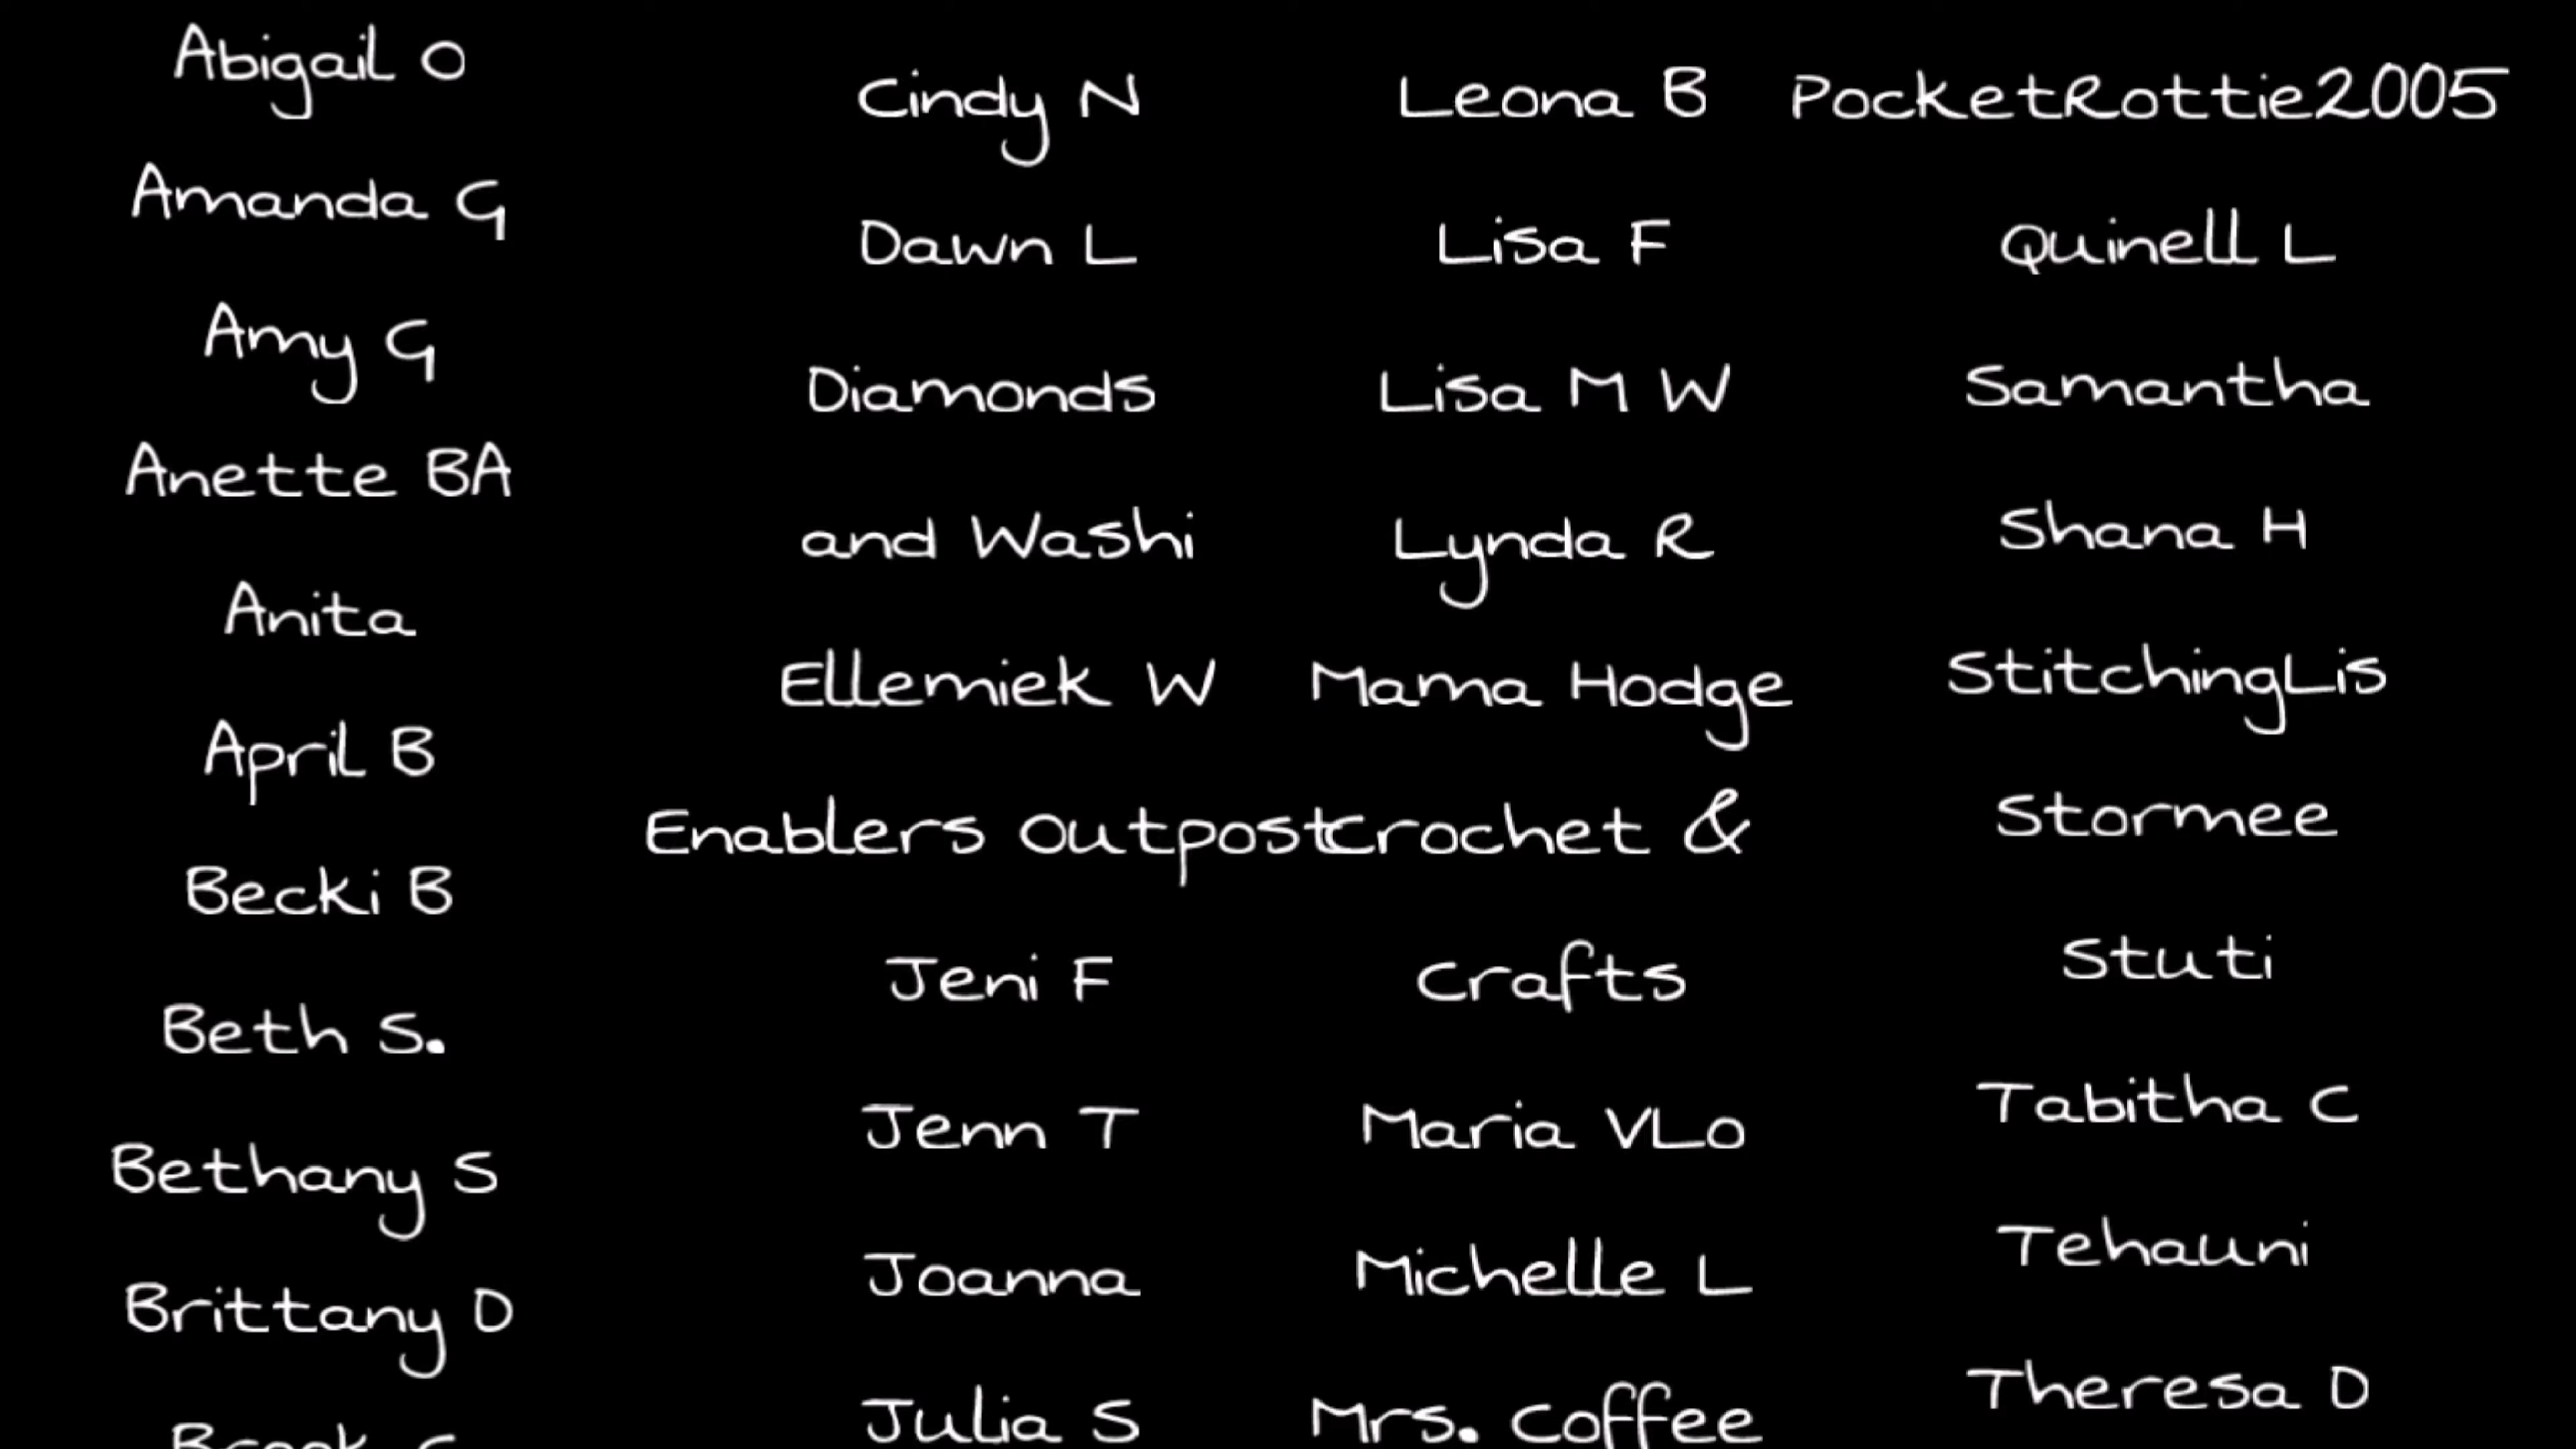 Abigail O
Amanda G
Amy G
Anette BA
Anita
April B
Becki B
Beth S.
Bethany S
Brittany D
Cindy N
Dawn L
Diamonds
and Washi
Ellemiek W
Enablers Outpost
Jeni F
Jenn T
Joanna
Julia S
Leona B
Lisa F
Lisa M W
Lynda R
Mama Hodge
Crochet &
Crafts
Maria VLo
Michelle L
Mrs. Coffee
PocketRottie2005
Quinell L
Samantha
Shana H
StitchingLis
Stormee
Stuti
Tabitha C
Tehauni
Theresa D